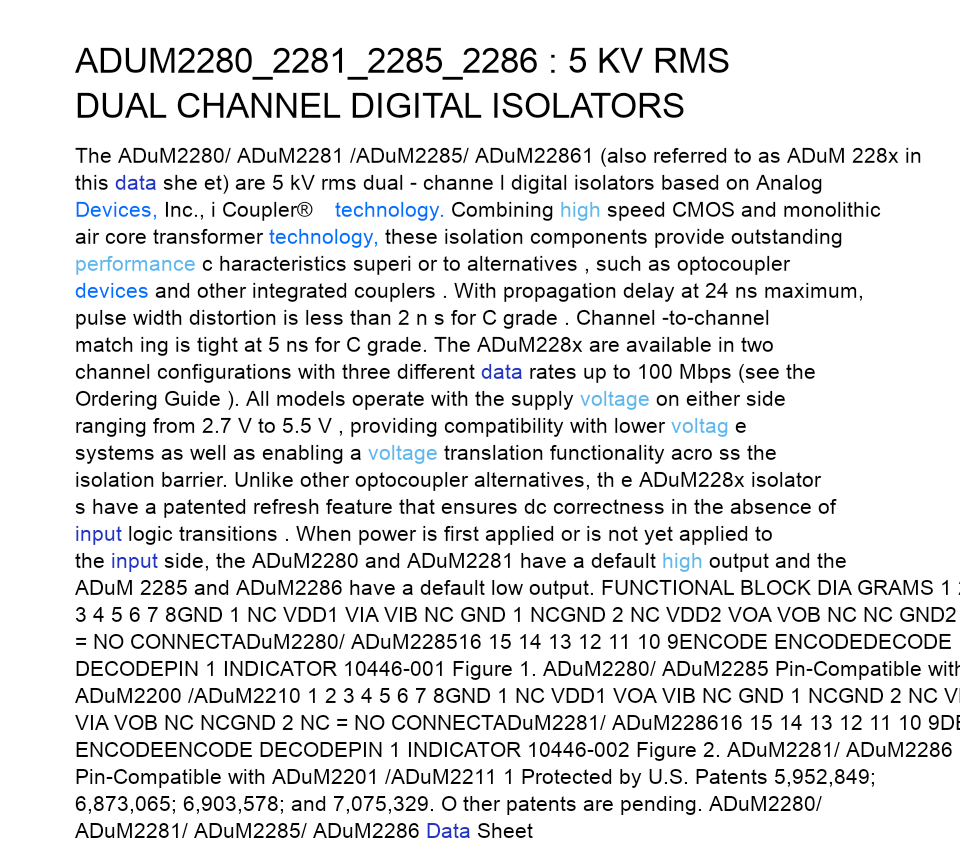 ADUM2280_2281_2285_2286 : 5 KV RMS
DUAL CHANNEL DIGITAL ISOLATORS
The ADuM2280/ ADuM2281 /ADuM2285/ ADuM22861 (also referred to as ADuM 228x in
this data she et) are 5 kV rms dual - channe l digital isolators based on Analog
Devices, Inc., i Coupler® technology. Combining high speed CMOS and monolithic
air core transformer technology, these isolation components provide outstanding
performance c haracteristics superi or to alternatives , such as optocoupler
devices and other integrated couplers . With propagation delay at 24 ns maximum,
pulse width distortion is less than 2 n s for C grade . Channel -to-channel
match ing is tight at 5 ns for C grade. The ADuM228x are available in two
channel configurations with three different data rates up to 100 Mbps (see the
Ordering Guide ). All models operate with the supply voltage on either side
ranging from 2.7 V to 5.5 V , providing compatibility with lower voltag e
systems as well as enabling a voltage translation functionality acro ss the
isolation barrier. Unlike other optocoupler alternatives, th e ADuM228x isolator
s have a patented refresh feature that ensures dc correctness in the absence of
input logic transitions . When power is first applied or is not yet applied to
the input side, the ADuM2280 and ADuM2281 have a default high output and the
ADuM 2285 and ADuM2286 have a default low output. FUNCTIONAL BLOCK DIA GRAMS 1
3 4 5 6 7 8GND 1 NC VDD1 VIA VIB NC GND 1 NCGND 2 NC VDD2 VOA VOB NC NC GND2
= NO CONNECTADuM2280/ ADuM228516 15 14 13 12 11 10 9ENCODE ENCODEDECODE
DECODEPIN 1 INDICATOR 10446-001 Figure 1. ADuM2280/ ADuM2285 Pin-Compatible with
ADuM2200 /ADuM2210 1 2 3 4 5 6 7 8GND 1 NC VDD1 VOA VIB NC GND 1 NCGND 2 NC
VIA VOB NC NCGND 2 NC = NO CONNECTADuM2281/ ADuM228616 15 14 13 12 11 10
ENCODEENCODE DECODEPIN 1 INDICATOR 10446-002 Figure 2. ADuM2281/ ADuM2286
Pin-Compatible with ADuM2201 /ADuM2211 1 Protected by U.S. Patents 5,952,849;
6,873,065; 6,903,578; and 7,075,329. O ther patents are pending. ADuM2280/
ADuM2281/ ADuM2285/ ADuM2286 Data Sheet